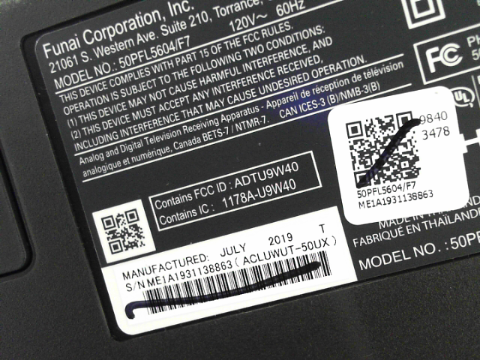 Funai Corporation, Inc.
21061 S. Western Ave. Suite 210, Torrance,
MODEL NO.: 50PFL5604/F7 120V~ 60Hz
THIS DEVICE COMPLIES WITH PART 15 OF THE FCC RULES.
OPERATION IS SUBJECT TO THE FOLLOWING TWO CONDITIONS:
(1) THIS DEVICE MAY NOT CAUSE HARMFUL INTERFERENCE, AND
(2) THIS DEVICE MUST ACCEPT ANY INTERFERENCE RECEIVED,
INCLUDING INTERFERENCE THAT MAY CAUSE UNDESIRED OPERATION.
Analog and Digital Television Receiving Apparatus - Appareil de réception de télévision
analogique et numérique, Canada BETS-7 / NTMR-7. CAN ICES-3(B)/NMB-3(B)
FC
UL
Contains FCC ID : ADTU9W40
Contains IC : 1178A-U9W40
9840
3478
50PFL5604/F7
ME1A1931138863
MADE IN THAILAND
FABRIQUÉ EN THAÏLANDE
MODEL NO. :50P
MANUFACTURED: JULY 2019 T
S/N ME1A1931138863(ACLUWUT-50UX)